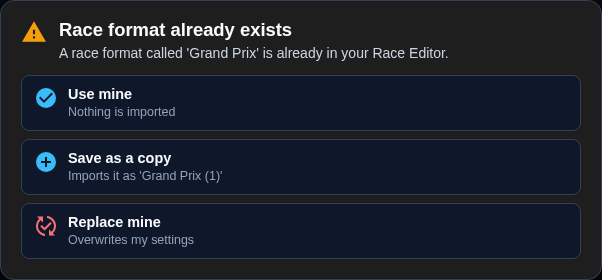 Race format already exists
A race format called 'Grand Prix' is already in your Race Editor.
Use mine
Nothing is imported
Save as a copy
Imports it as 'Grand Prix (1)'
Replace mine
Overwrites my settings